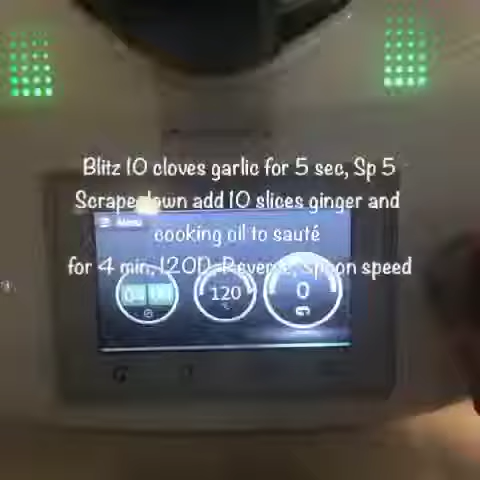 Blitz 10 cloves garlic for 5 sec, Sp 5
Scrape down add 10 slices ginger and
cooking oil to sauté
for 4 min, 120D, Reverse, Spoon speed
Menu
120
°C
0